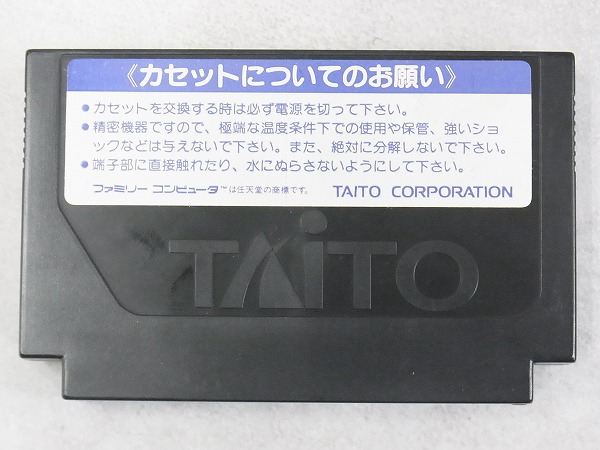 《カセットについてのお願い》
●カセットを交換する時は必ず電源を切って下さい。
●精密機器ですので、極端な温度条件下での使用や保管、強いショ
ックなどは与えないで下さい。また、絶対に分解しないで下さい。
●端子部に直接触れたり、水にぬらさないようにして下さい。
ファミリー コンピュータ™は任天堂の商標です。 TAITO CORPORATION
TAITO